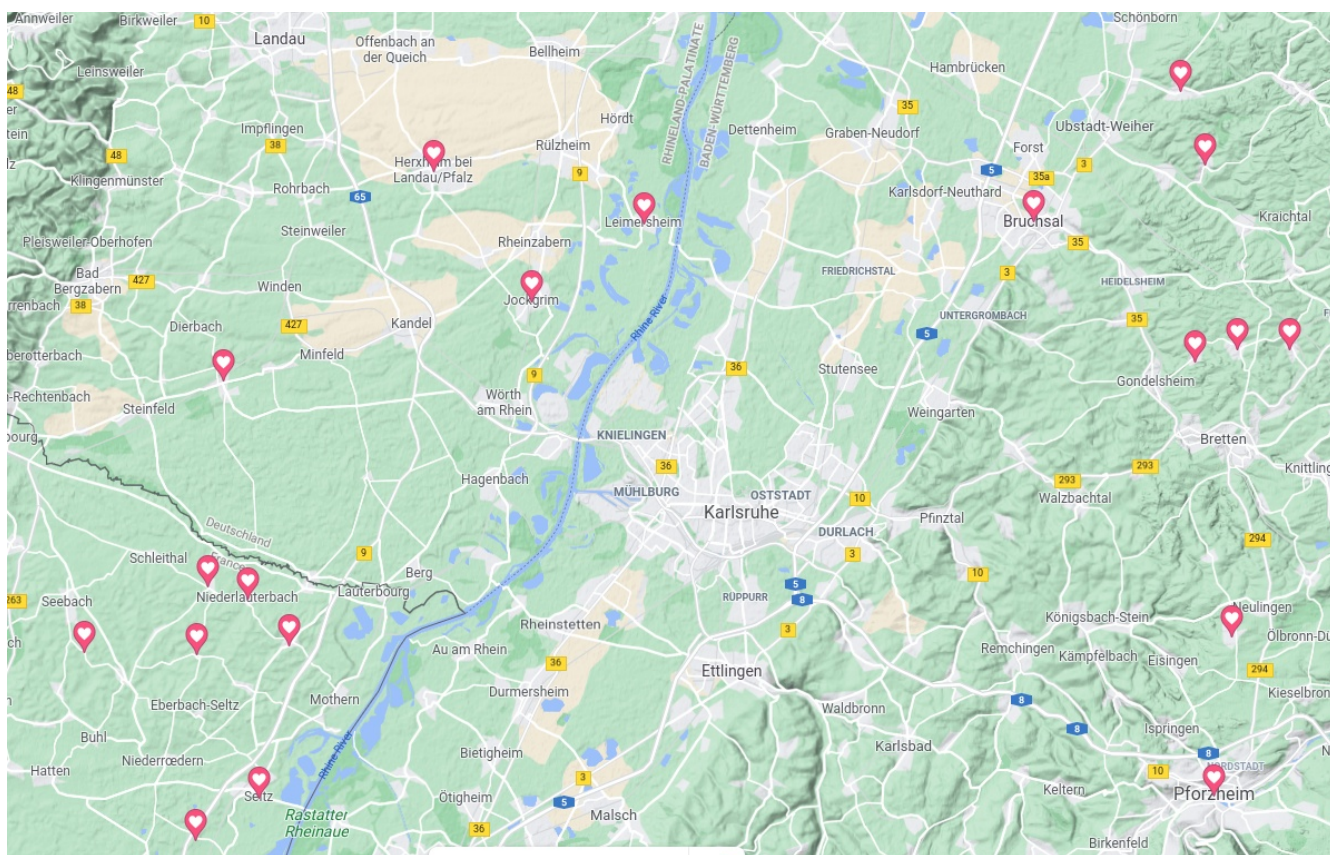 Annweiler
Birkweiler
10
Landau
Offenbach an
der Queich
Bellheim
RHINELAND-PALATINATE
BADEN-WÜRTTEMBERG
Schönborn
Leinsweiler
Hambrücken
48
35
Impflingen
38
Hördt
Dettenheim
Graben-Neudorf
Ubstadt-Weiher
Rülzheim
Forst
48
Herxheim bei
Landau/Pfalz
9
5
3
35a
Klingenmünster
Rohrbach
65
Karlsdorf-Neuthard
Leimersheim
Bruchsal
Kraichtal
Steinweiler
Pleisweiler-Oberhofen
Rheinzabern
35
Bad
Bergzabern
427
Winden
FRIEDRICHSTAL
3
HEIDELSHEIM
38
Jockgrim
Rhine River
UNTERGROMBACH
35
Dierbach
427
Kandel
5
Minfeld
36
Stutensee
9
Gondelsheim
Steinfeld
Wörth
am Rhein
Weingarten
KNIELINGEN
Bretten
36
293
293
Hagenbach
MÜHLBURG
OSTSTADT
10
Walzbachtal
Karlsruhe
DURLACH
Pfinztal
Deutschland
France
294
Schleithal
9
3
Berg
10
5
Niederlauterbach
Lauterbourg
RÜPPURR
8
263
Seebach
Neulingen
Rheinstetten
3
Königsbach-Stein
Au am Rhein
Remchingen
Kämpfelbach
Eisingen
36
Ettlingen
294
Durmersheim
Mothern
8
Eberbach-Seltz
Waldbronn
8
Ispringen
Buhl
Karlsbad
Rhine River
Bietigheim
8
Niederrœdern
NORDSTADT
Hatten
3
10
Seltz
Ötigheim
5
Keltern
Pforzheim
Rastatter
Rheinaue
Malsch
36
Birkenfeld